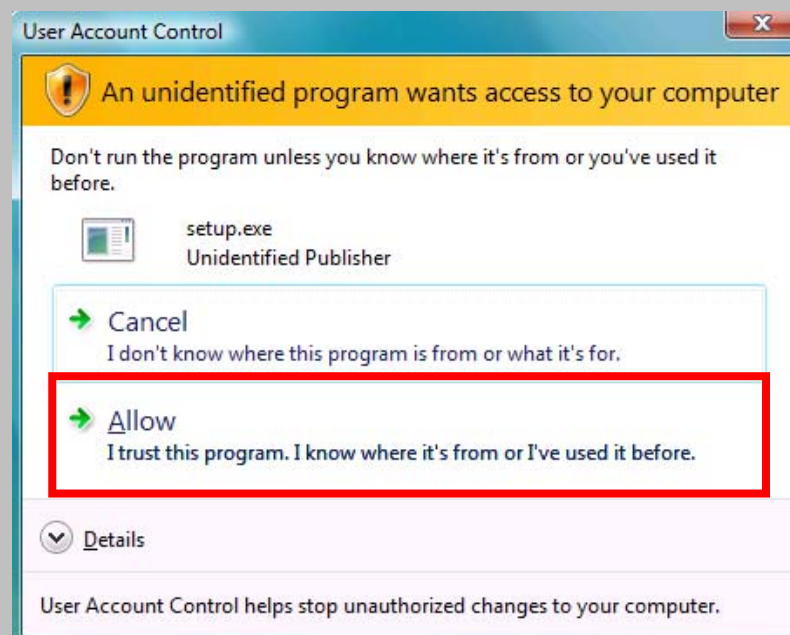 User Account Control
An unidentified program wants access to your computer
Don't run the program unless you know where it's from or you've used it
before.
setup.exe
Unidentified Publisher
Cancel
I don't know where this program is from or what it's for.
Allow
I trust this program. I know where it's from or I've used it before.
Details
User Account Control helps stop unauthorized changes to your computer.